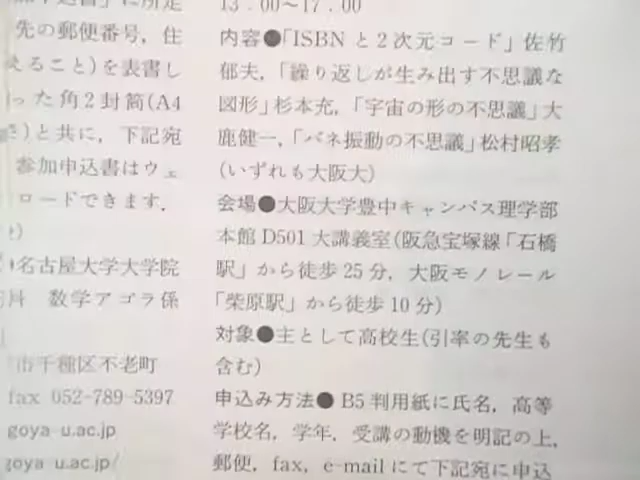 に所定
先の郵便番号，住
えること）を表書し
った角2封筒（A4
と共に，下記宛
参加申込書はウェ
ロードできます．
名古屋大学大学院
数学アゴラ係
市千種区不老町
fax 052-789-5397
goya-u.ac.jp
goya-u.ac.jp/
13：00〜17：00
内容●「ISBNと2次元コード」佐竹
郁夫，「繰り返しが生み出す不思議な
図形」杉本充，「宇宙の形の不思議」大
鹿健一，「バネ振動の不思議」松村昭孝
（いずれも大阪大）
会場●大阪大学豊中キャンパス理学部
本館D501大講義室（阪急宝塚線「石橋
駅」から徒歩25分，大阪モノレール
「柴原駅」から徒歩10分）
対象●主として高校生（引率の先生も
含む）
申込み方法●B5判用紙に氏名，高等
学校名，学年，受講の動機を明記の上，
郵便，fax，e-mailにて下記宛に申込